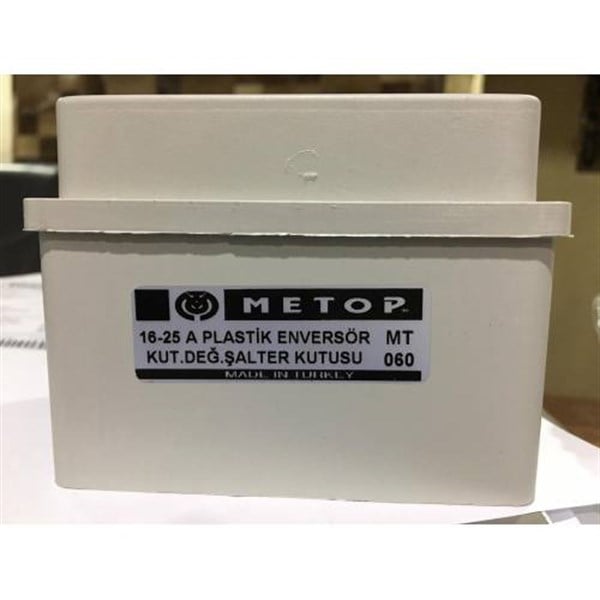 METOP
16-25 A PLASTİK ENVERSÖR MT
KUT.DEĞ.ŞALTER KUTUSU 060
MADE IN TURKEY